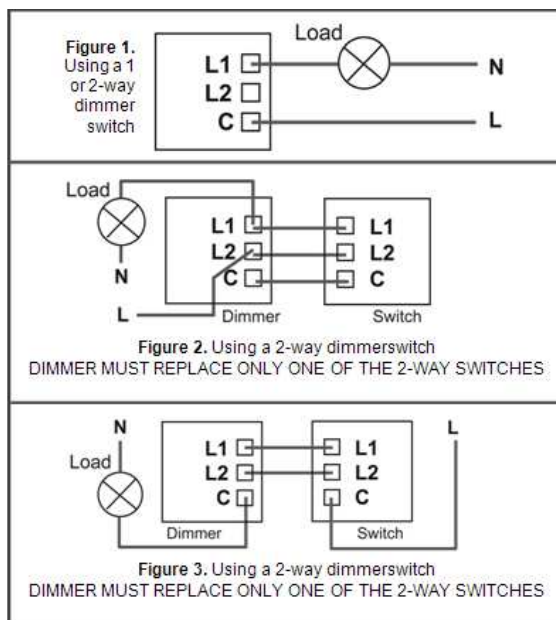 Figure 1.
Using a 1
or 2-way
dimmer
switch
Load
L1
L2
C
N
L
Load
N
L
L1
L2
C
Dimmer
L1
L2
C
Switch
Figure 2. Using a 2-way dimmerswitch
DIMMER MUST REPLACE ONLY ONE OF THE 2-WAY SWITCHES
N
Load
L1
L2
C
Dimmer
L1
L2
C
Switch
L
Figure 3. Using a 2-way dimmerswitch
DIMMER MUST REPLACE ONLY ONE OF THE 2-WAY SWITCHES